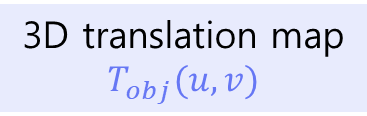 3D translation map
T_{obj}(u, v)